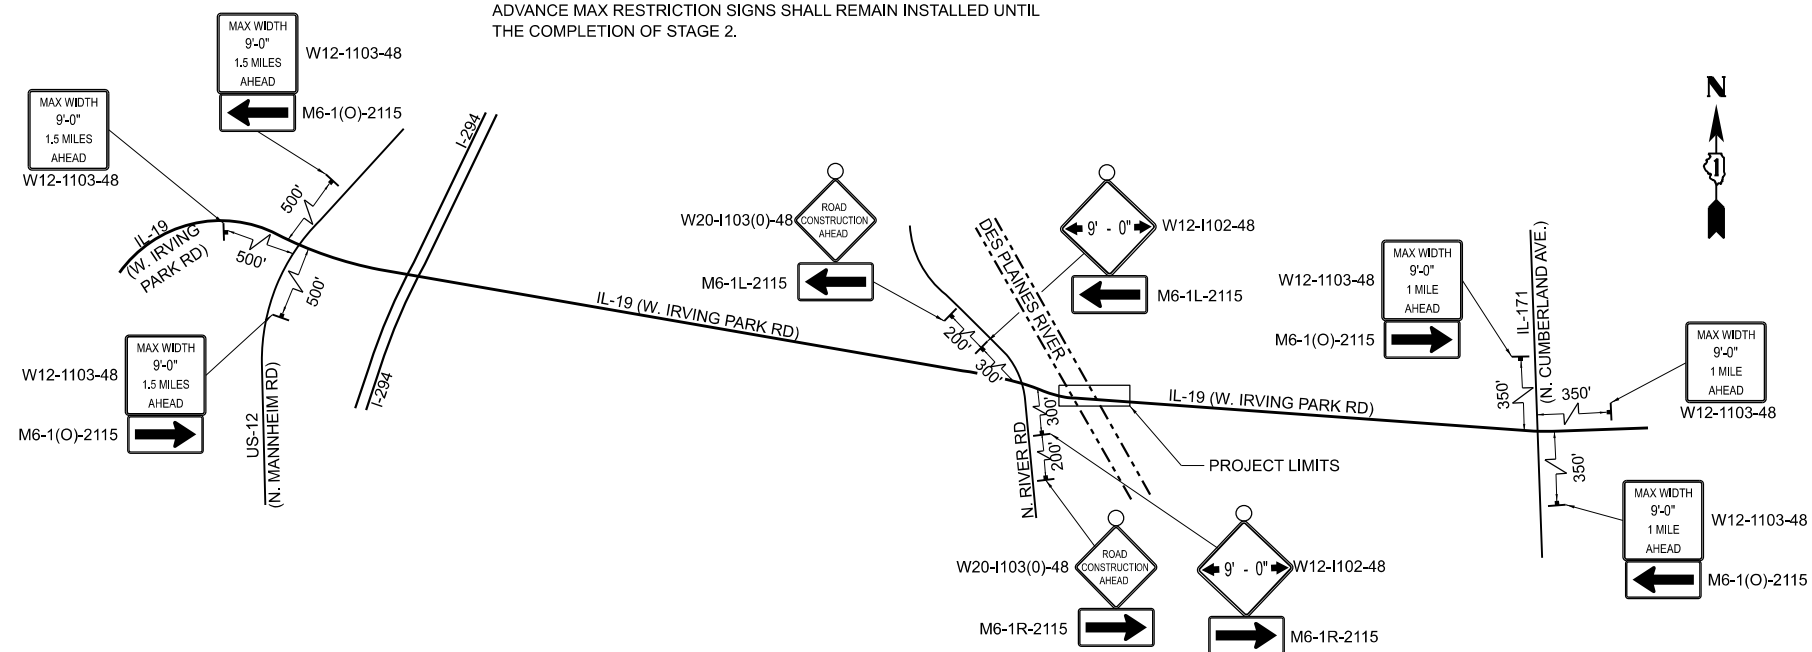 ADVANCE MAX RESTRICTION SIGNS SHALL REMAIN INSTALLED UNTIL
THE COMPLETION OF STAGE 2.
MAX WIDTH
9'-0"
1.5 MILES
AHEAD
W12-1103-48
M6-1(O)-2115
MAX WIDTH
9'-0"
1.5 MILES
AHEAD
W12-1103-48
500'
500'
500'
IL-19
(W. IRVING
PARK RD)
I-294
I-294
MAX WIDTH
9'-0"
1.5 MILES
AHEAD
W12-1103-48
M6-1(O)-2115
US-12
(N. MANNHEIM RD)
IL-19 (W. IRVING PARK RD)
ROAD
CONSTRUCTION
AHEAD
W20-I103(0)-48
M6-1L-2115
9' - 0"
W12-I102-48
M6-1L-2115
200'
300'
DES PLAINES RIVER
300'
200'
N. RIVER RD
IL-19 (W. IRVING PARK RD)
PROJECT LIMITS
ROAD
CONSTRUCTION
AHEAD
W20-I103(0)-48
M6-1R-2115
9' - 0"
W12-I102-48
M6-1R-2115
N
1
MAX WIDTH
9'-0"
1 MILE
AHEAD
W12-1103-48
M6-1(O)-2115
IL-171
(N. CUMBERLAND AVE.)
350'
350'
350'
MAX WIDTH
9'-0"
1 MILE
AHEAD
W12-1103-48
MAX WIDTH
9'-0"
1 MILE
AHEAD
W12-1103-48
M6-1(O)-2115